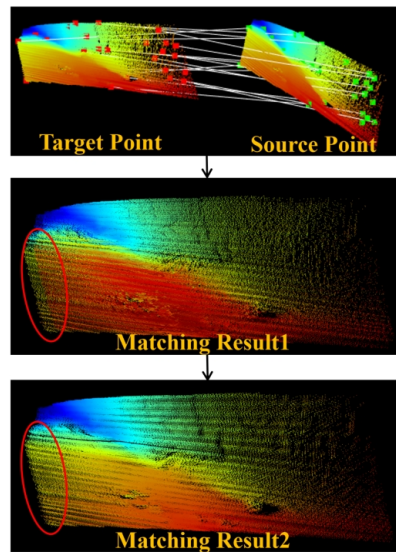 Target Point
Source Point
Matching Result1
Matching Result2